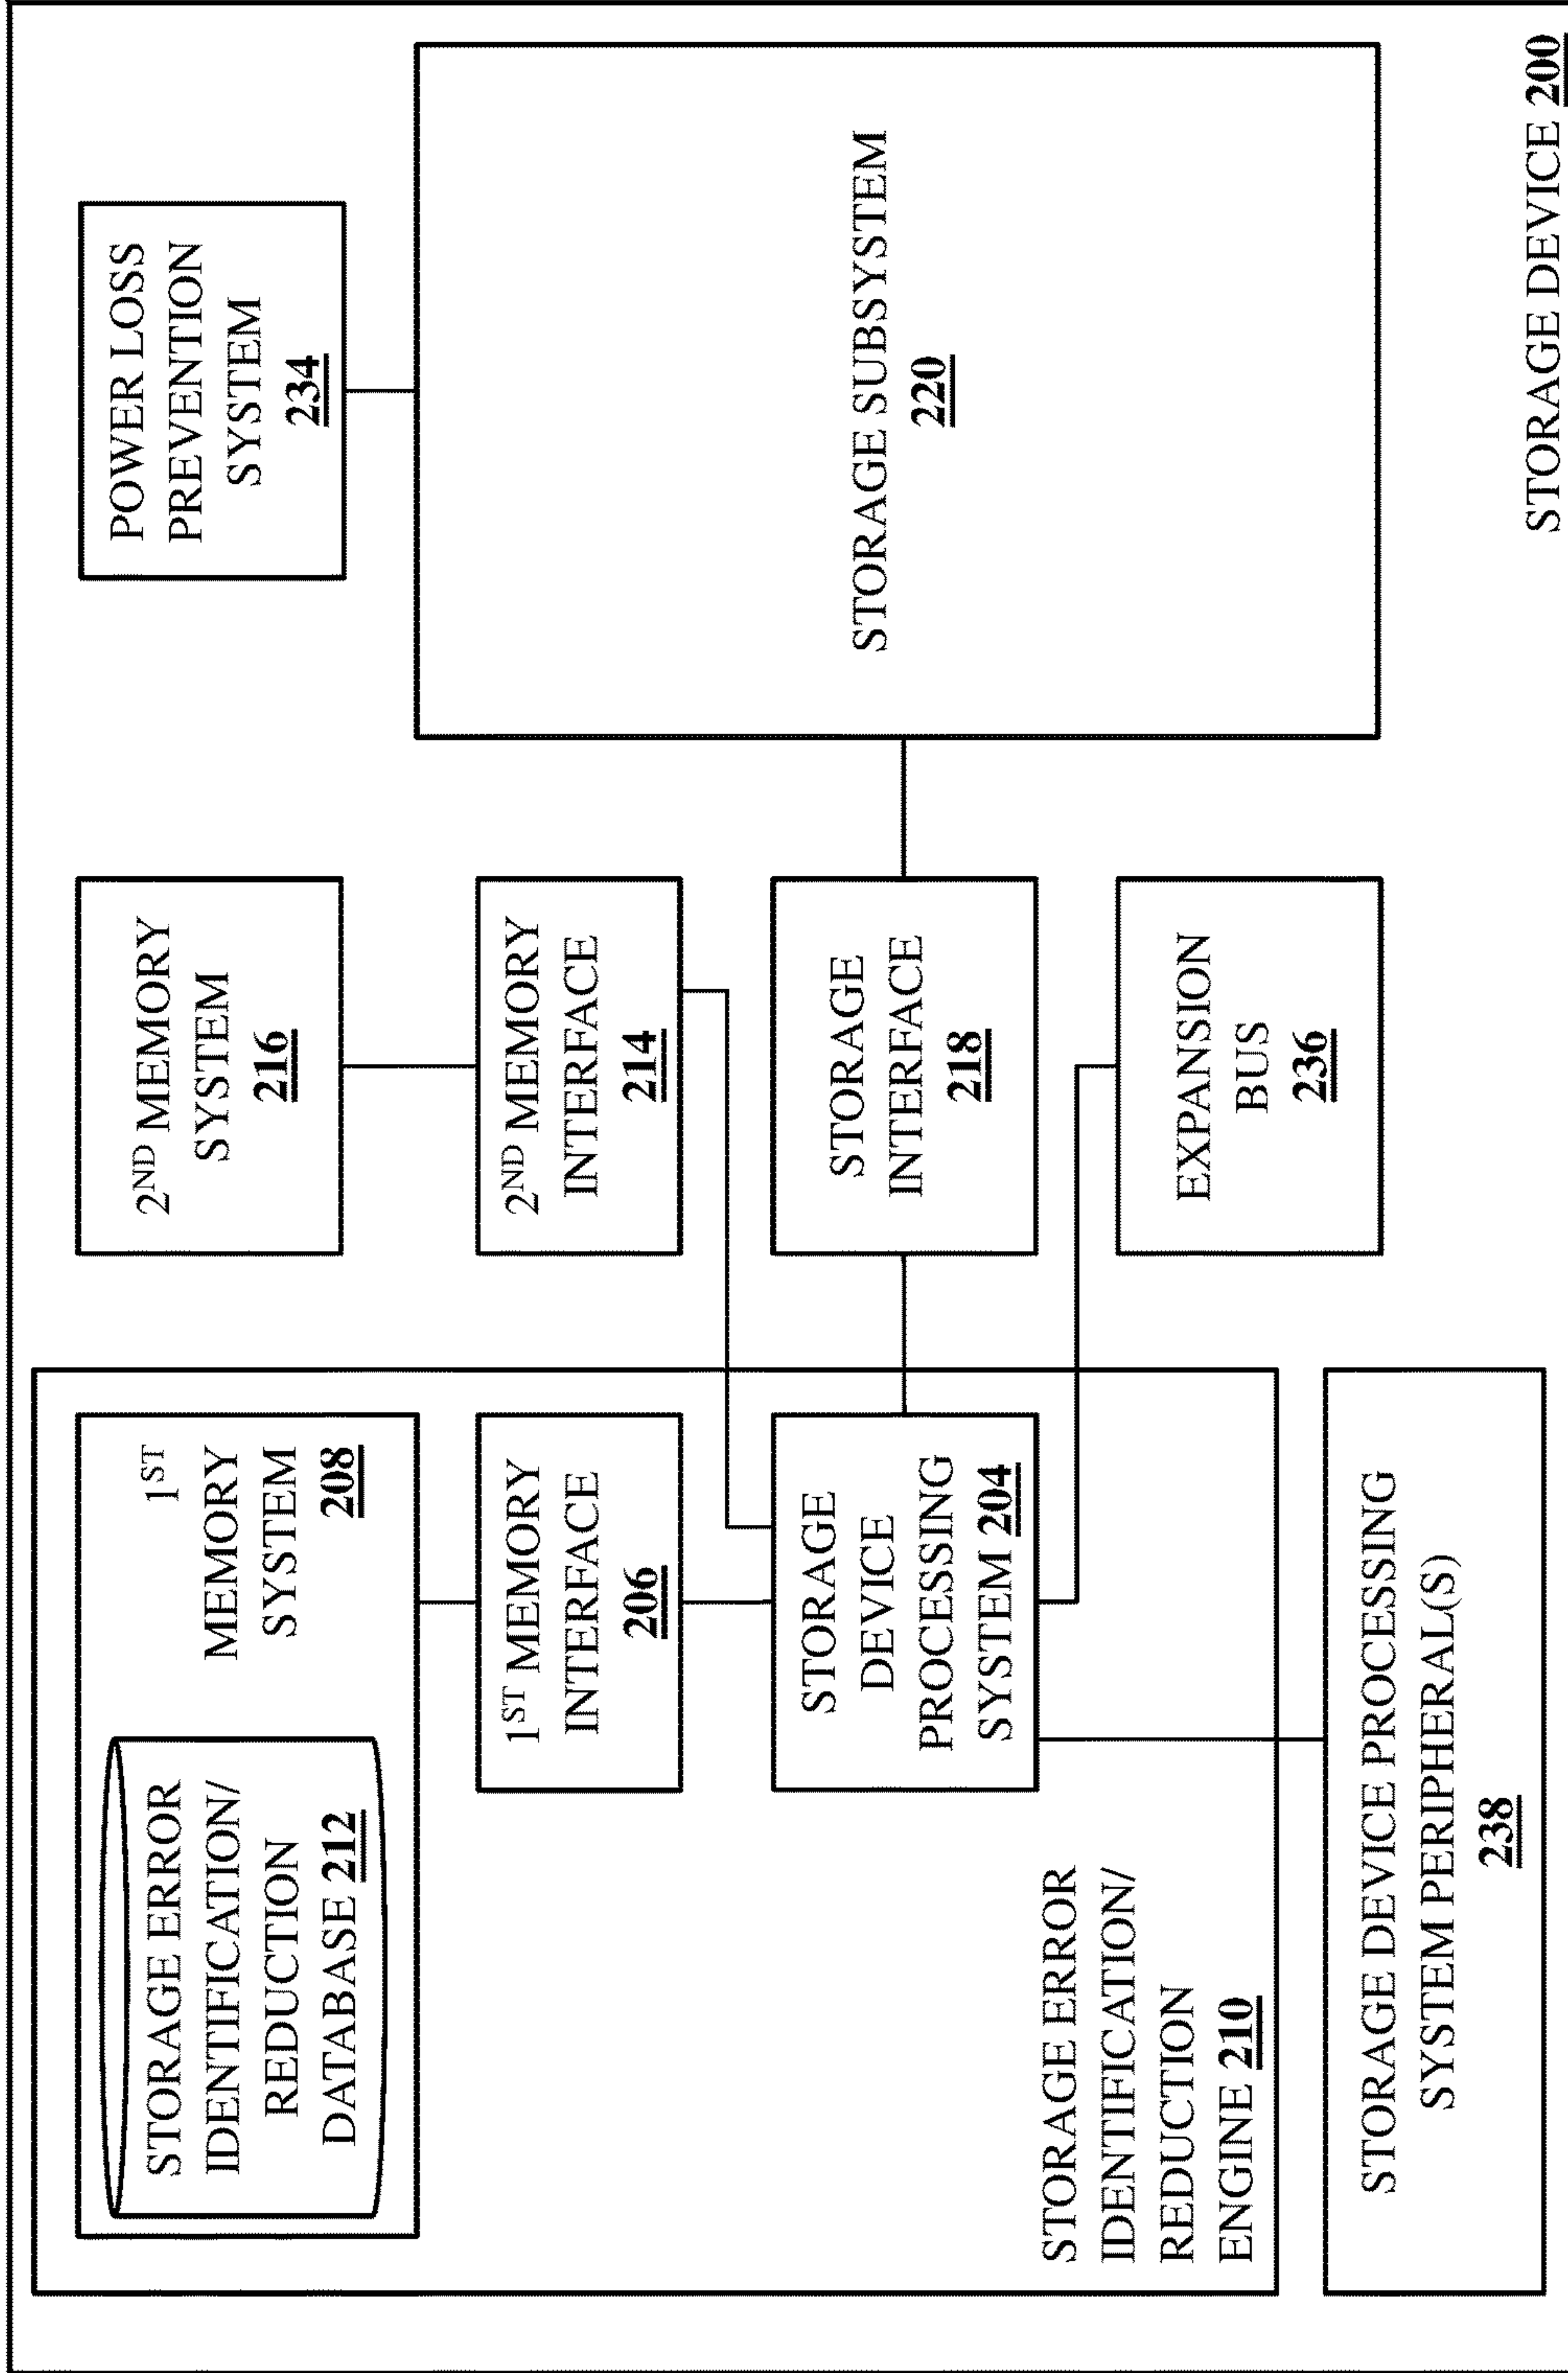 STORAGE ERROR
IDENTIFICATION/
REDUCTION
DATABASE 212
1ST
MEMORY
SYSTEM
208
1ST MEMORY
INTERFACE
206
STORAGE
DEVICE
PROCESSING
SYSTEM 204
STORAGE ERROR
IDENTIFICATION/
REDUCTION
ENGINE 210
STORAGE DEVICE PROCESSING
SYSTEM PERIPHERAL(S)
238
2ND MEMORY
SYSTEM
216
2ND MEMORY
INTERFACE
214
STORAGE
INTERFACE
218
EXPANSION
BUS
236
POWER LOSS
PREVENTION
SYSTEM
234
STORAGE SUBSYSTEM
220
STORAGE DEVICE 200